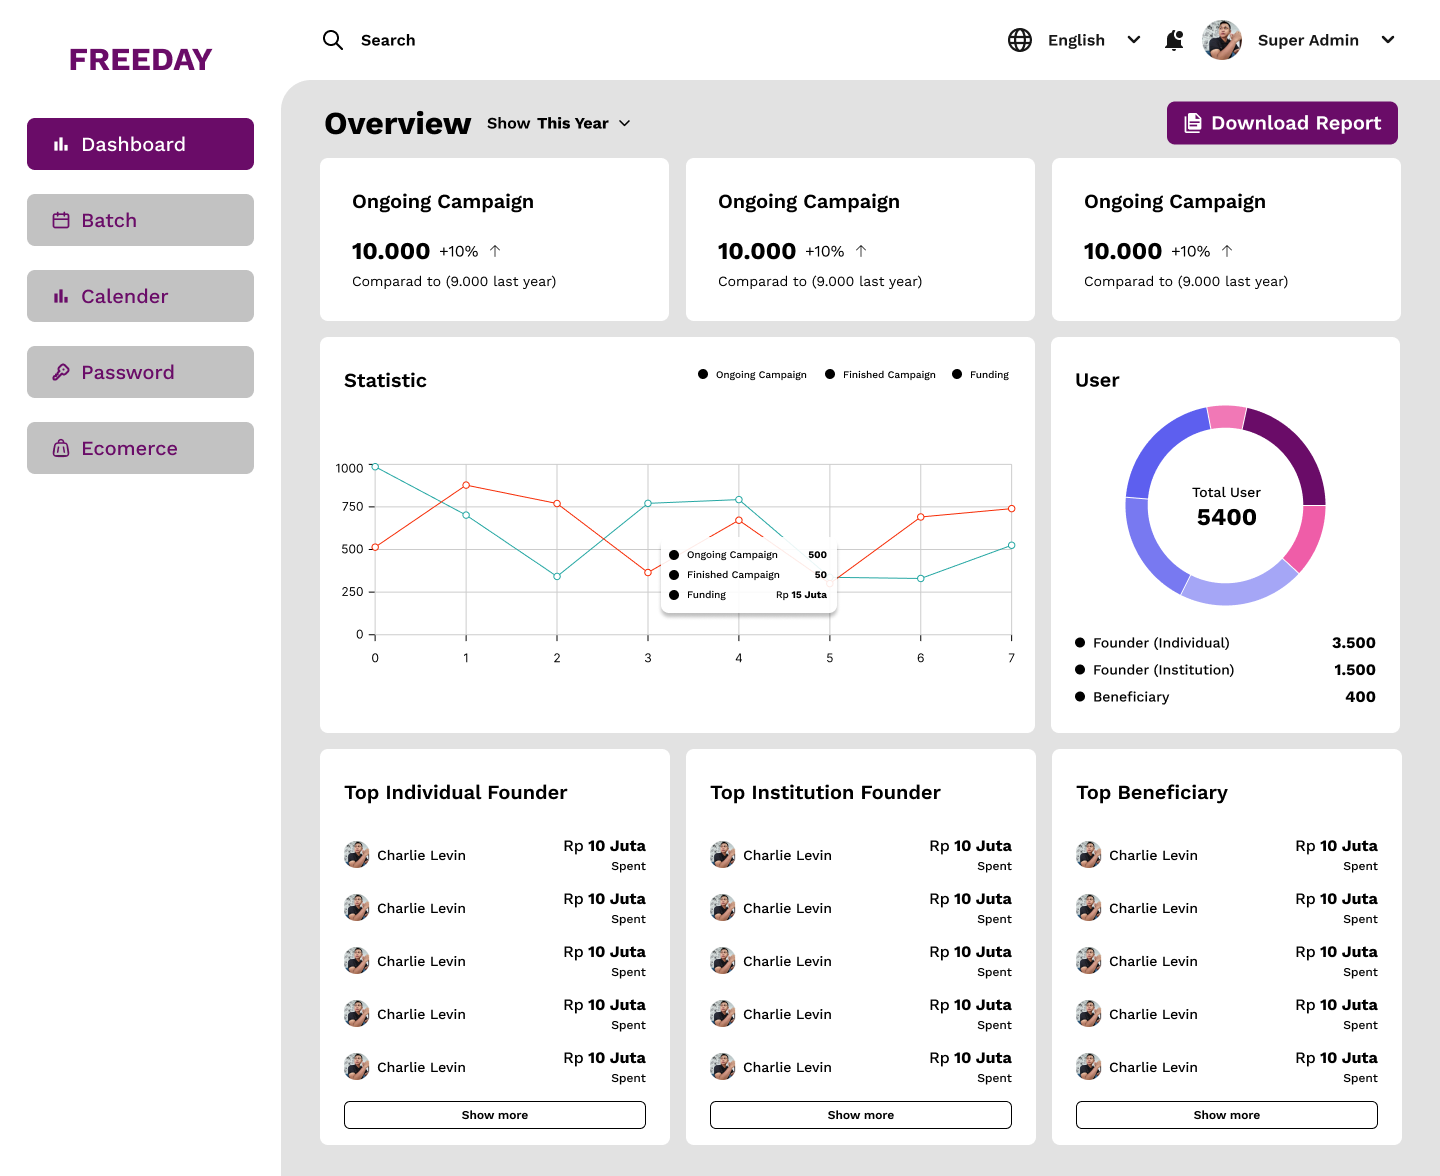 FREEDAY
Search
English
Super Admin
Dashboard
Batch
Calender
Password
Ecomerce
Overview Show This Year
Download Report
Ongoing Campaign
10.000 +10%
Comparad to (9.000 last year)
Ongoing Campaign
10.000 +10%
Comparad to (9.000 last year)
Ongoing Campaign
10.000 +10%
Comparad to (9.000 last year)
Statistic
Ongoing Campaign Finished Campaign Funding
1000
750
500
250
0
0 1 2 3 4 5 6 7
Ongoing Campaign 500
Finished Campaign 50
Funding Rp 15 Juta
User
Total User
5400
Founder (Individual) 3.500
Founder (Institution) 1.500
Beneficiary 400
Top Individual Founder
Charlie Levin Rp 10 Juta
Spent
Charlie Levin Rp 10 Juta
Spent
Charlie Levin Rp 10 Juta
Spent
Charlie Levin Rp 10 Juta
Spent
Charlie Levin Rp 10 Juta
Spent
Show more
Top Institution Founder
Charlie Levin Rp 10 Juta
Spent
Charlie Levin Rp 10 Juta
Spent
Charlie Levin Rp 10 Juta
Spent
Charlie Levin Rp 10 Juta
Spent
Charlie Levin Rp 10 Juta
Spent
Show more
Top Beneficiary
Charlie Levin Rp 10 Juta
Spent
Charlie Levin Rp 10 Juta
Spent
Charlie Levin Rp 10 Juta
Spent
Charlie Levin Rp 10 Juta
Spent
Charlie Levin Rp 10 Juta
Spent
Show more